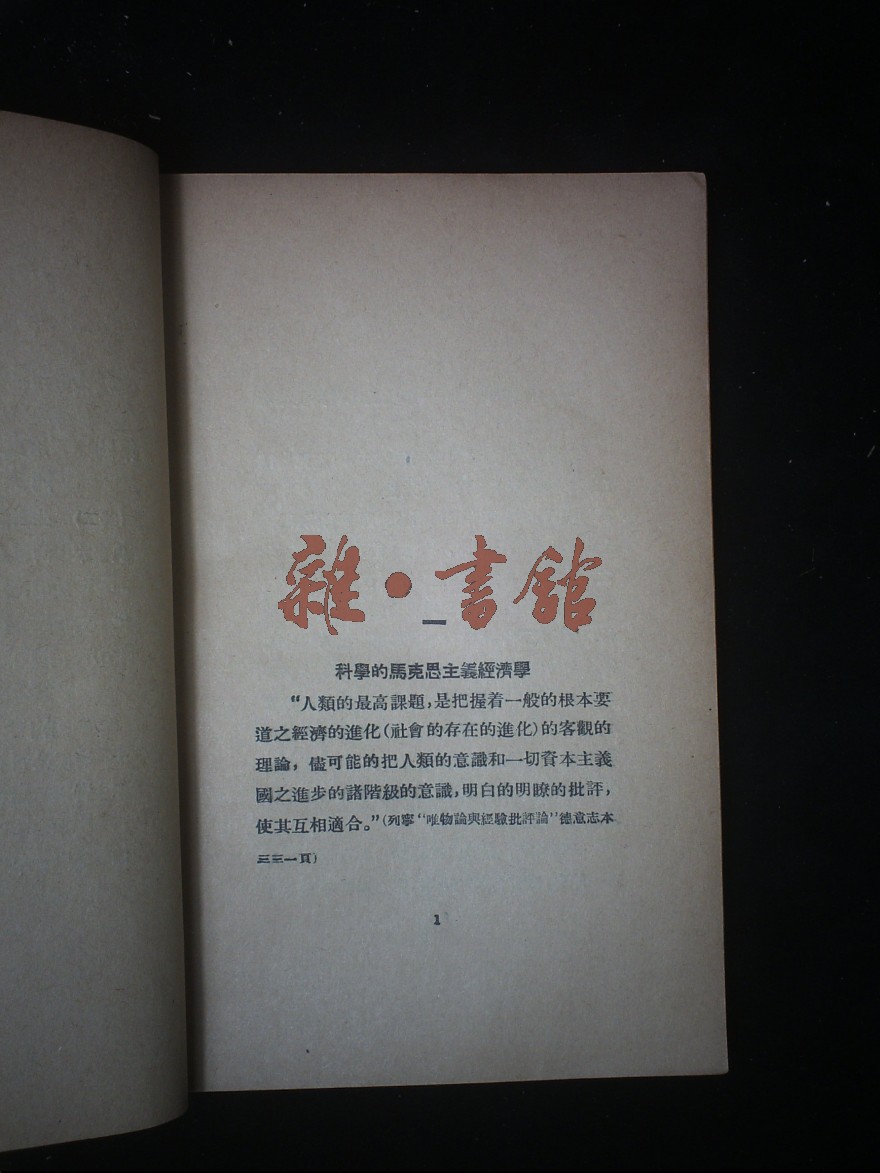 雜·書舘
一
科學的馬克思主義經濟學
“人類的最高課題,是把握着一般的根本要
道之經濟的進化(社會的存在的進化)的客觀的
理論,儘可能的把人類的意識和一切資本主義
國之進步的諸階級的意識,明白的明瞭的批評,
使其互相適合。”(列寧“唯物論與經驗批評論”德意志本
三三一頁)
1